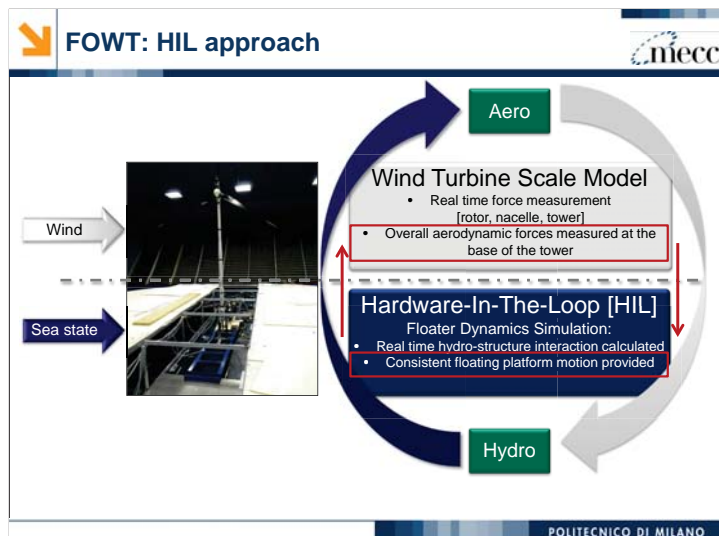 FOWT: HIL approach
mecc
Aero
Wind Turbine Scale Model
• Real time force measurement
[rotor, nacelle, tower]
• Overall aerodynamic forces measured at the
base of the tower
Wind
Sea state
Hardware-In-The-Loop [HIL]
Floater Dynamics Simulation:
• Real time hydro-structure interaction calculated
• Consistent floating platform motion provided
Hydro
POLITECNICO DI MILANO